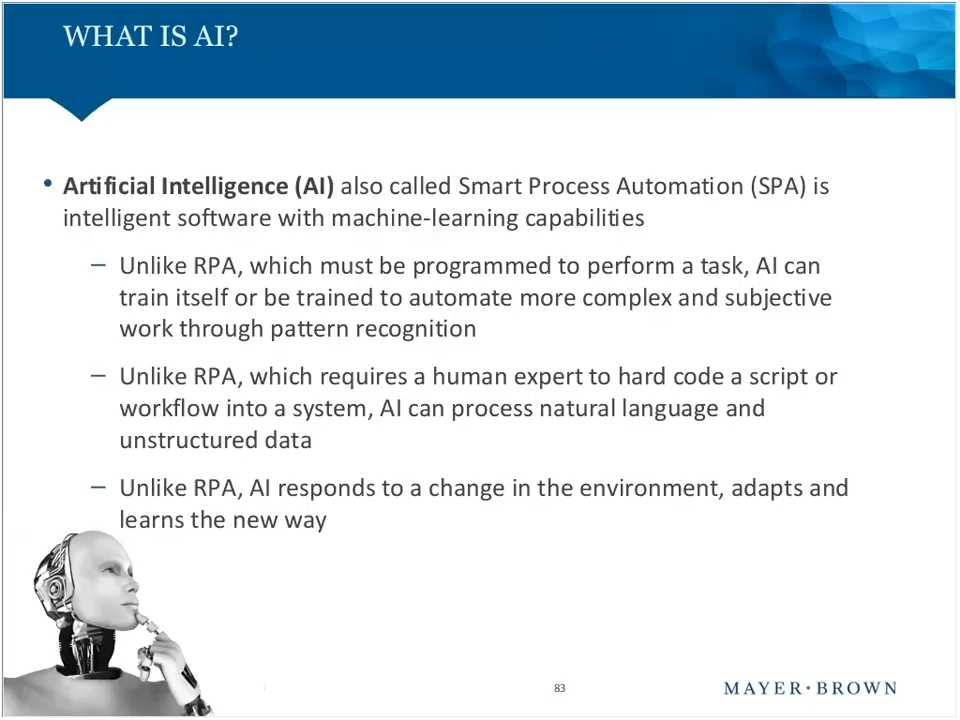 WHAT IS AI?
• Artificial Intelligence (AI) also called Smart Process Automation (SPA) is
intelligent software with machine-learning capabilities
– Unlike RPA, which must be programmed to perform a task, AI can
train itself or be trained to automate more complex and subjective
work through pattern recognition
– Unlike RPA, which requires a human expert to hard code a script or
workflow into a system, AI can process natural language and
unstructured data
– Unlike RPA, AI responds to a change in the environment, adapts and
learns the new way
83
MAYER • BROWN